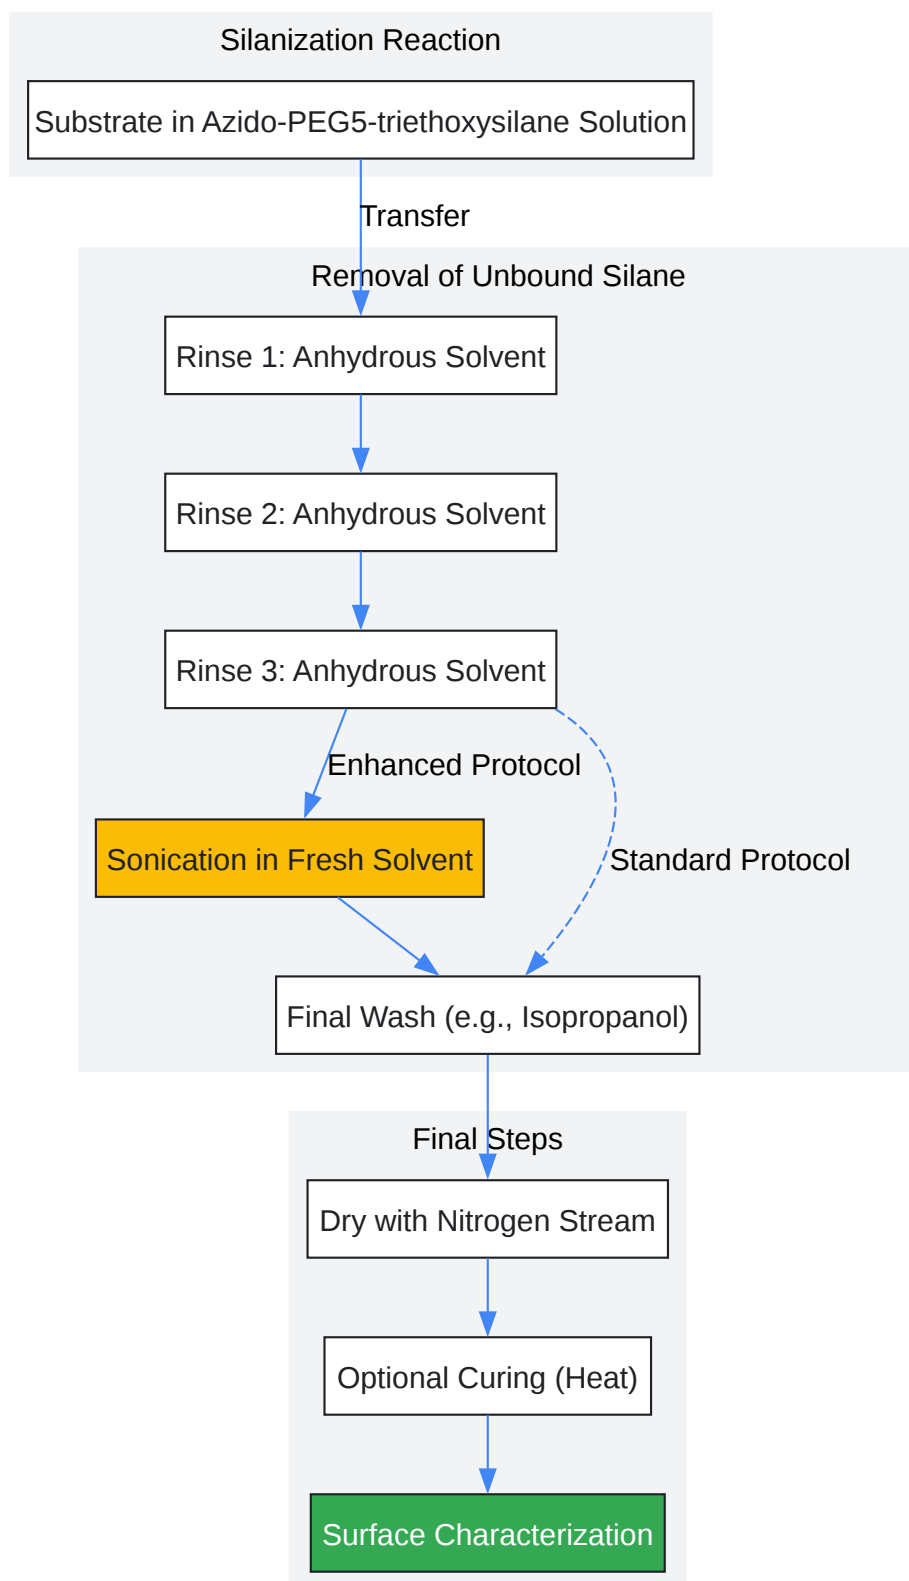 Silanization Reaction
Substrate in Azido-PEG5-triethoxysilane Solution
Transfer
Removal of Unbound Silane
Rinse 1: Anhydrous Solvent
Rinse 2: Anhydrous Solvent
Rinse 3: Anhydrous Solvent
Enhanced Protocol
Sonication in Fresh Solvent
Standard Protocol
Final Wash (e.g., Isopropanol)
Final Steps
Dry with Nitrogen Stream
Optional Curing (Heat)
Surface Characterization